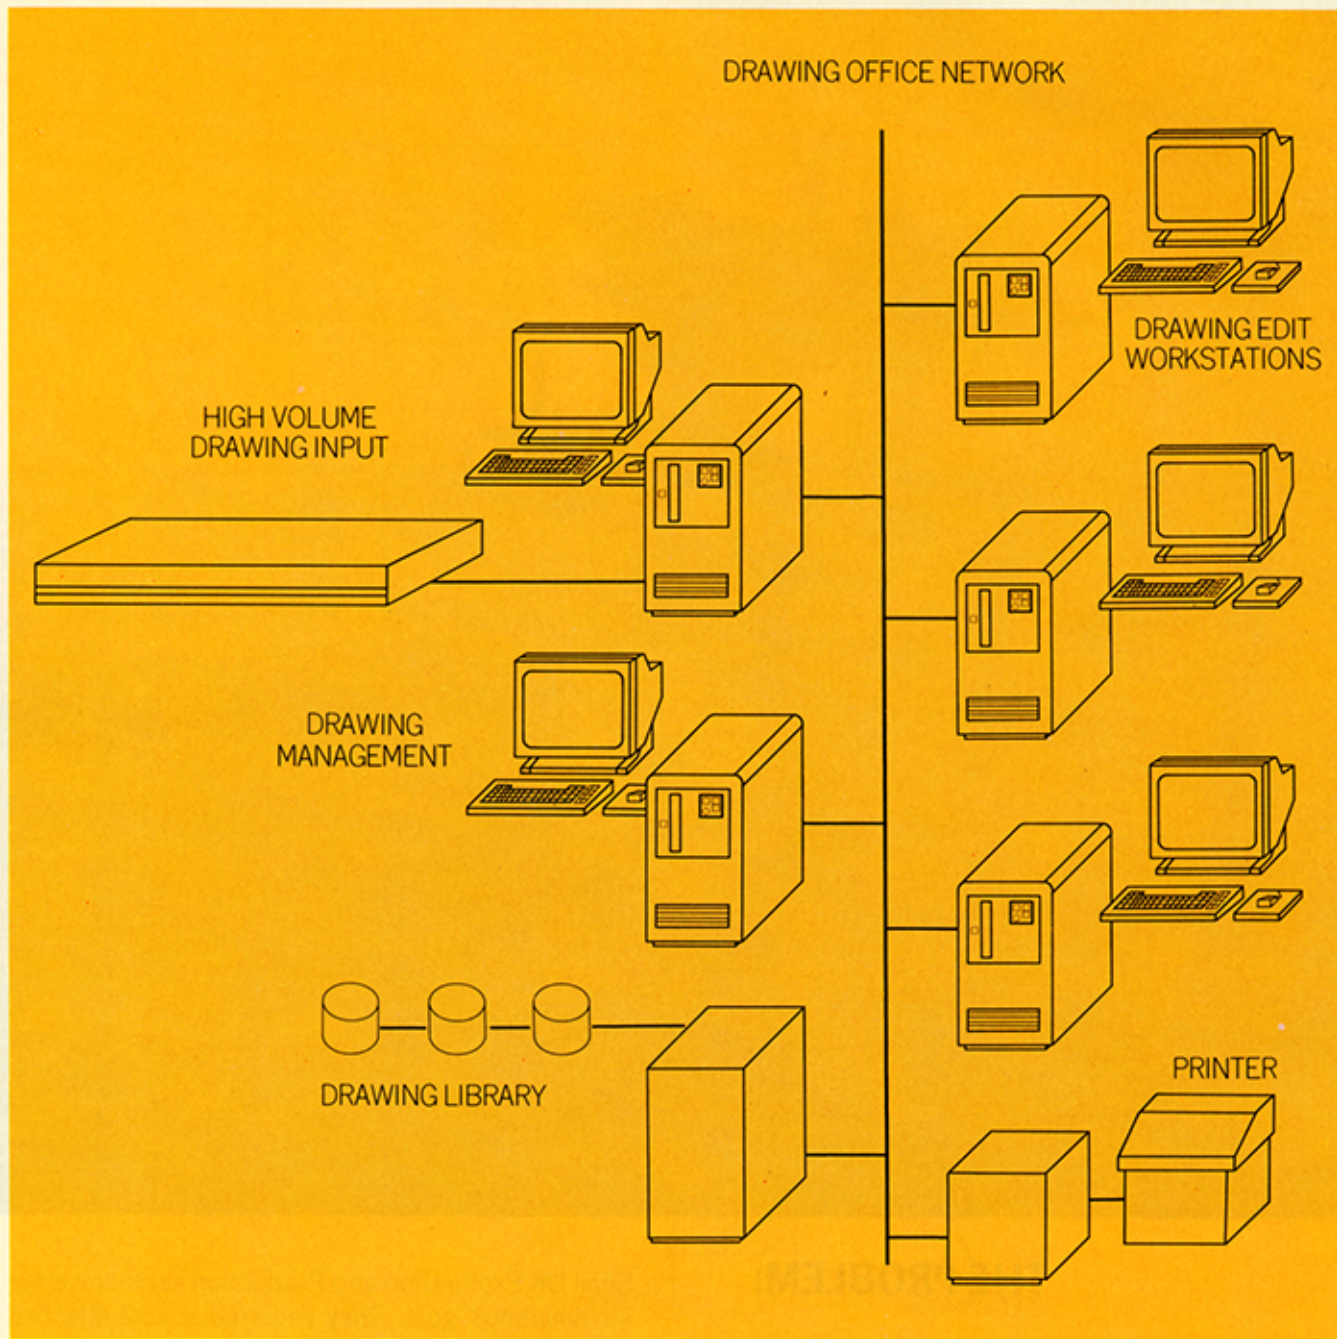 DRAWING OFFICE NETWORK
DRAWING EDIT
WORKSTATIONS
HIGH VOLUME
DRAWING INPUT
DRAWING
MANAGEMENT
DRAWING LIBRARY
PRINTER